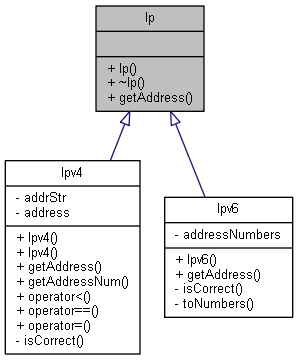 Ip
+ Ip()
+ ~Ip()
+ getAddress()
Ipv4
- addrStr
- address
+ Ipv4()
+ Ipv4()
+ getAddress()
+ getAddressNum()
+ operator<()
+ operator==()
+ operator=()
- isCorrect()
Ipv6
- addressNumbers
+ Ipv6()
+ getAddress()
- isCorrect()
- toNumbers()